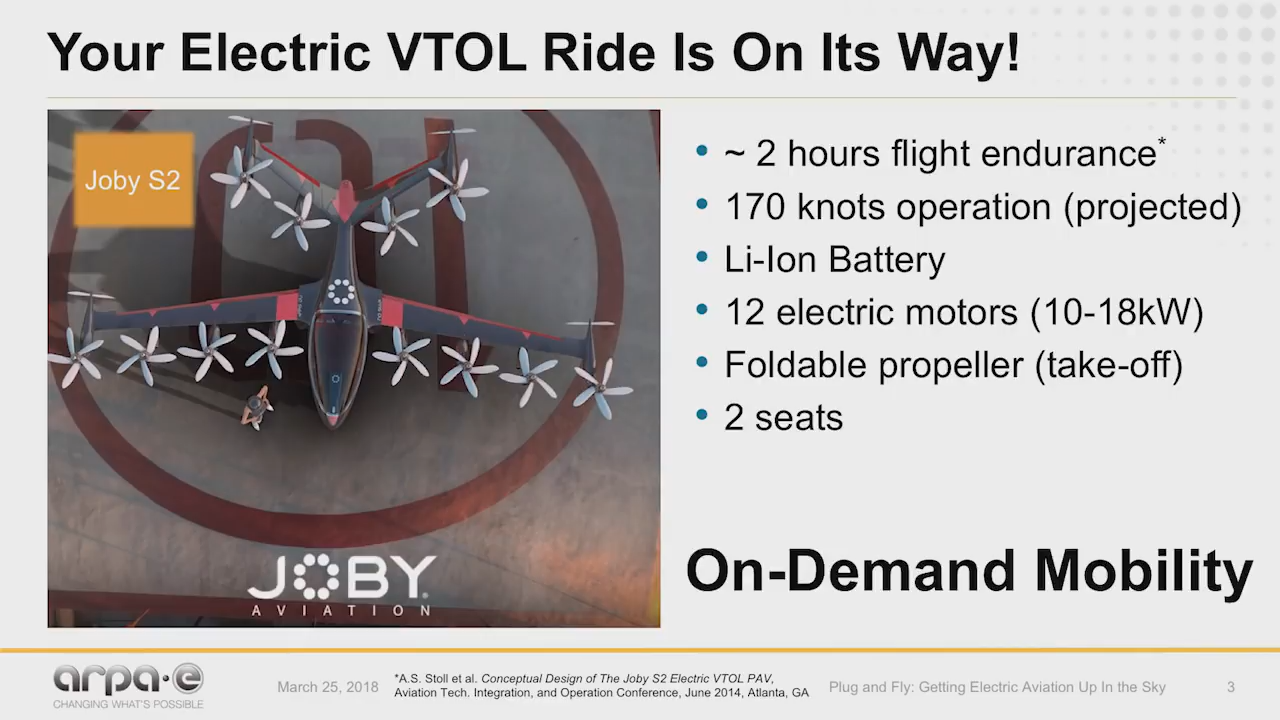 Your Electric VTOL Ride Is On Its Way!
Joby S2
• ~ 2 hours flight endurance*
• 170 knots operation (projected)
• Li-Ion Battery
• 12 electric motors (10-18kW)
• Foldable propeller (take-off)
• 2 seats
JOBY
AVIATION
On-Demand Mobility
arpa·e
CHANGING WHAT'S POSSIBLE
March 25, 2018
*A.S. Stoll et al. Conceptual Design of The Joby S2 Electric VTOL PAV,
Aviation Tech. Integration, and Operation Conference, June 2014, Atlanta, GA
Plug and Fly: Getting Electric Aviation Up In the Sky
3